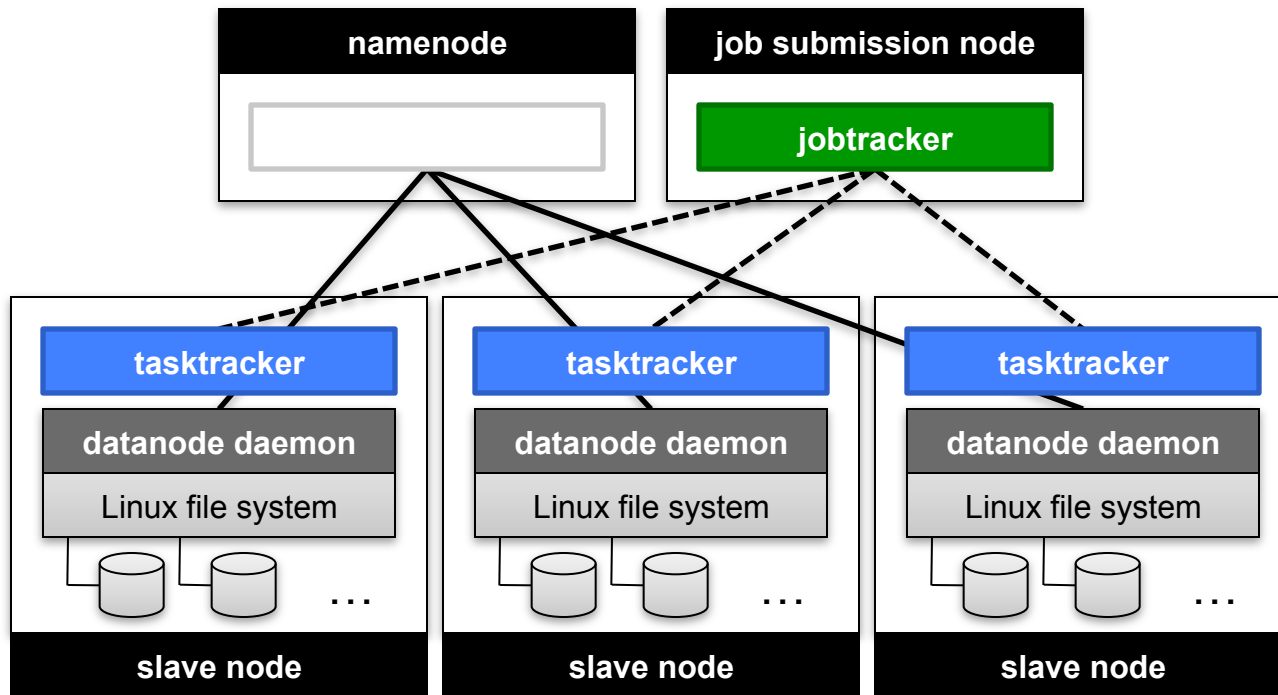 namenode
job submission node
jobtracker
tasktracker
tasktracker
tasktracker
datanode daemon
datanode daemon
datanode daemon
Linux file system
Linux file system
Linux file system
...
...
...
slave node
slave node
slave node